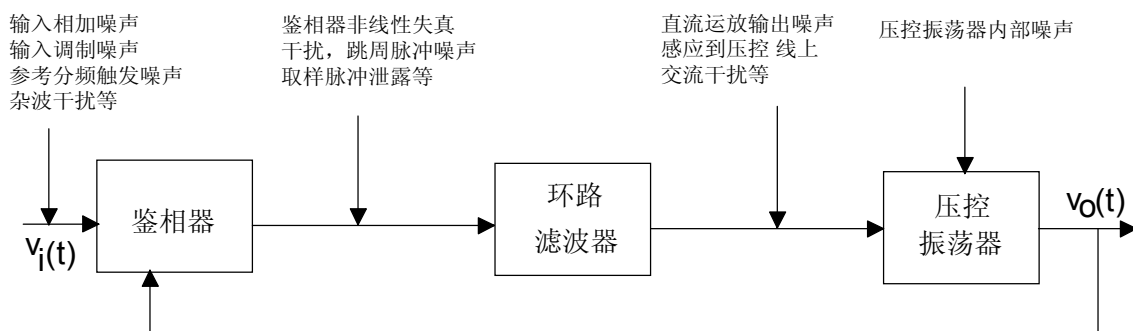 输入相加噪声
输入调制噪声
参考分频触发噪声
杂波干扰等
鉴相器非线性失真
干扰，跳周脉冲噪声
取样脉冲泄露等
直流运放输出噪声
感应到压控 线上
交流干扰等
压控振荡器内部噪声
vi(t)
鉴相器
环路
滤波器
压控
振荡器
vo(t)